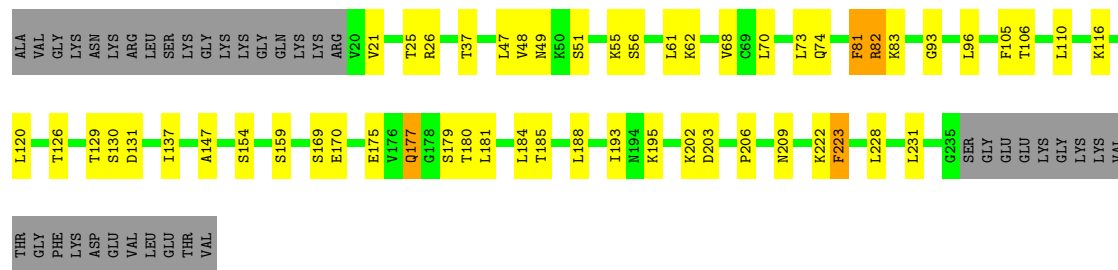 ALA VAL GLY LYS ASN LYS ARG LEU SER LYS GLY LYS LYS GLY GLN LYS LYS ARG V20 V21 T25 R26 T37 L47 V48 N49 K50 S51 K55 S56 L61 K62 V68 C69 L70 L73 Q74 F81 R82 K83 G93 L96 F105 T106 L110 K116
L120 T126 T129 S130 D131 I137 A147 S154 S159 S169 E170 E175 V176 Q177 G178 S179 T180 L181 L184 T185 L188 I193 N194 K195 K202 D203 P206 N209 K222 F223 L228 L231 G235 SER GLY GLU GLU LYS GLY LYS LYS VAL
THR GLY PHE LYS ASP GLU VAL LEU GLU THR VAL